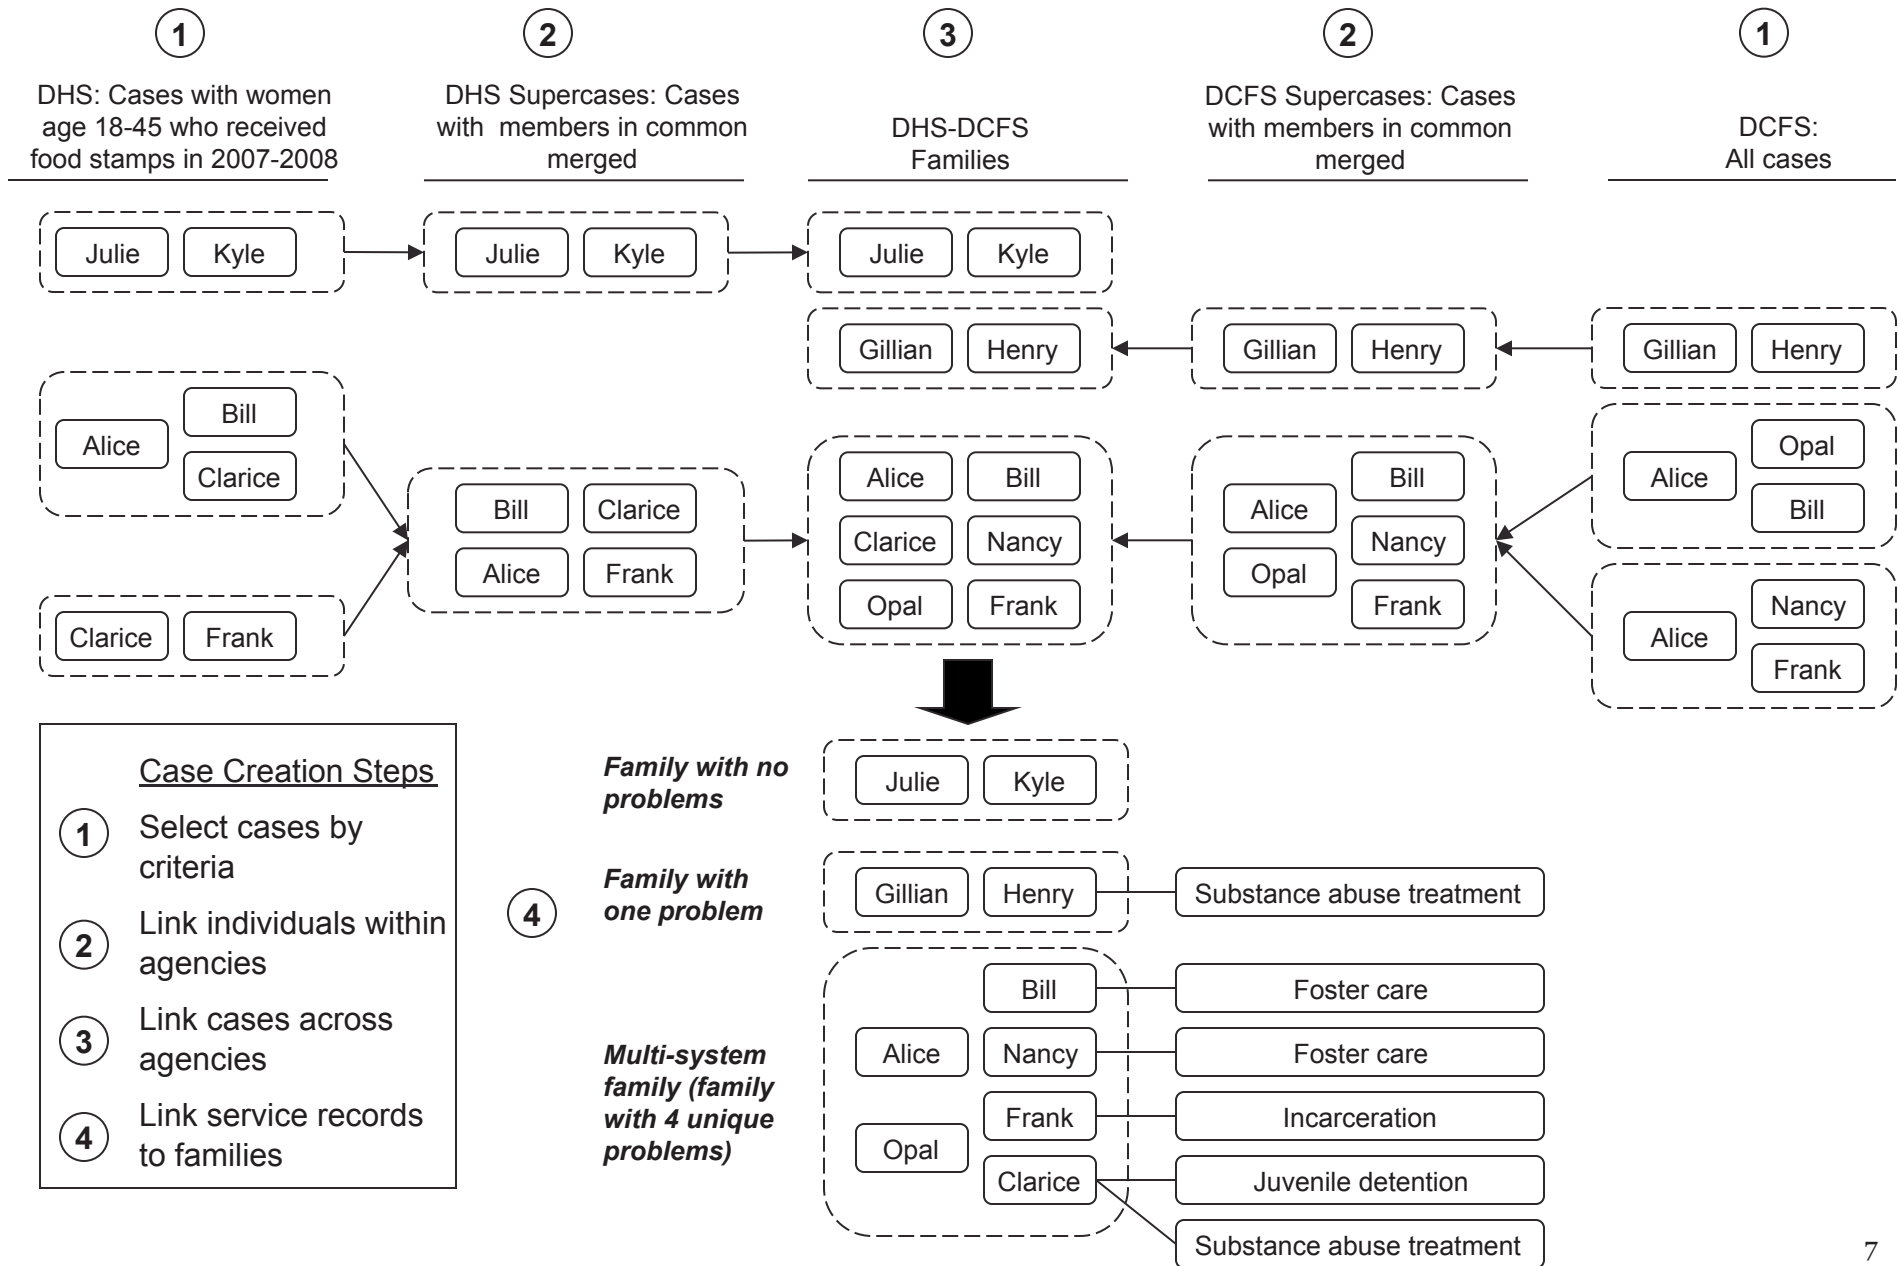 1
2
3
2
1
DHS: Cases with women
age 18-45 who received
food stamps in 2007-2008
DHS Supercases: Cases
with members in common
merged
DHS-DCFS
Families
DCFS Supercases: Cases
with members in common
merged
DCFS:
All cases
Julie
Kyle
Julie
Kyle
Julie
Kyle
Gillian
Henry
Gillian
Henry
Gillian
Henry
Alice
Bill
Clarice
Clarice
Frank
Bill
Clarice
Alice
Frank
Alice
Bill
Clarice
Nancy
Opal
Frank
Alice
Opal
Bill
Nancy
Frank
Alice
Opal
Bill
Alice
Nancy
Frank
Case Creation Steps
1
Select cases by
criteria
2
Link individuals within
agencies
3
Link cases across
agencies
4
Link service records
to families
4
Family with no
problems
Julie
Kyle
Family with
one problem
Gillian
Henry
Substance abuse treatment
Multi-system
family (family
with 4 unique
problems)
Alice
Opal
Bill
Foster care
Nancy
Foster care
Frank
Incarceration
Clarice
Juvenile detention
Substance abuse treatment
7